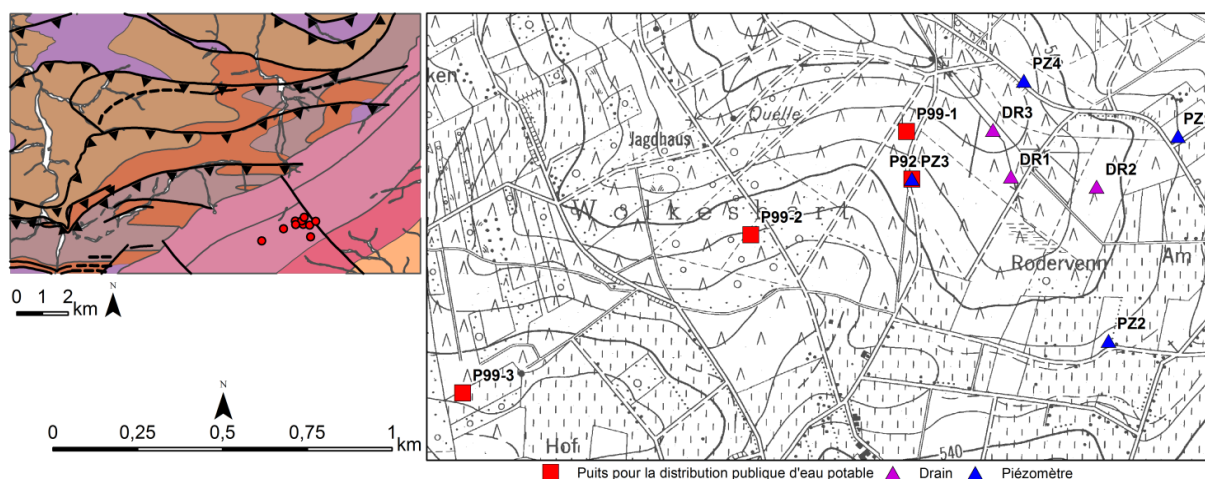 0 1 2 km
N
N
0 0,25 0,5 0,75 1 km
ken
5
PZ4
Quelle
P99-1
DR3
PZ
Jagdhaus
P92 PZ3
DR1
DR2
Wolkesbart
P99-2
Rodervenn
Am
PZ2
P99-3
Hof
540
Puits pour la distribution publique d'eau potable Drain Piézomètre